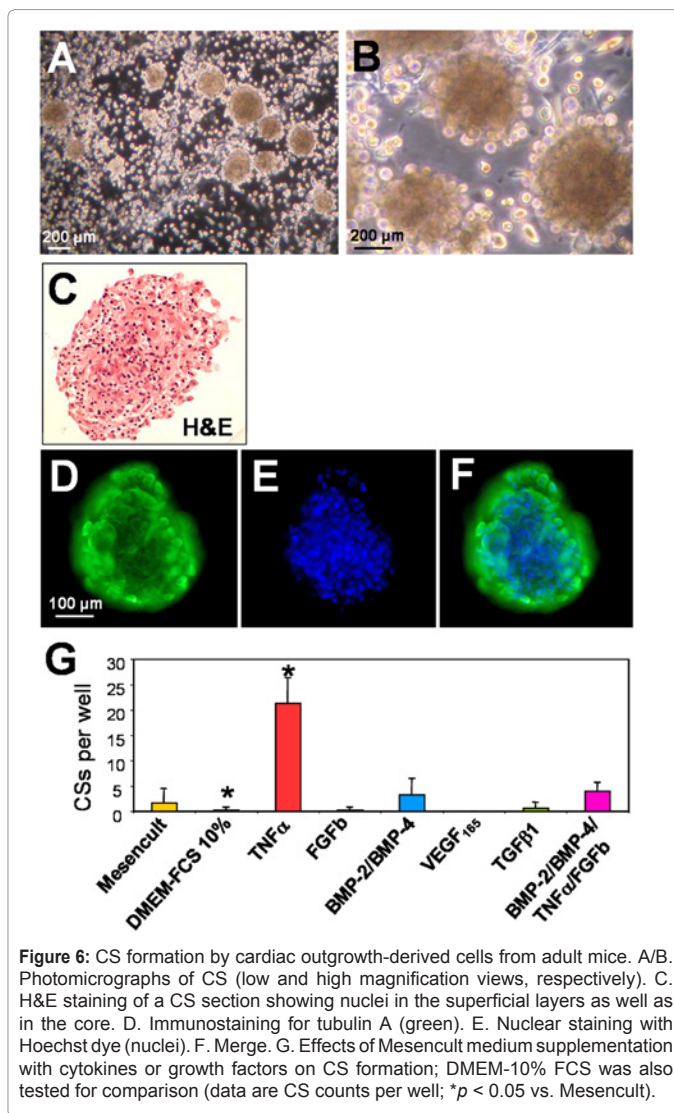 A
200 µm
B
200 µm
C
H&E
D
100 µm
E
F
G
CSs per well
30
25
20
15
10
5
0
*
*
Mesencult
DMEM-FCS 10%
TNFα
FGFb
BMP-2/BMP-4
VEGF165
TGFβ1
BMP-2/BMP-4/
TNFα/FGFb
Figure 6: CS formation by cardiac outgrowth-derived cells from adult mice. A/B.
Photomicrographs of CS (low and high magnification views, respectively). C.
H&E staining of a CS section showing nuclei in the superficial layers as well as
in the core. D. Immunostaining for tubulin A (green). E. Nuclear staining with
Hoechst dye (nuclei). F. Merge. G. Effects of Mesencult medium supplementation
with cytokines or growth factors on CS formation; DMEM-10% FCS was also
tested for comparison (data are CS counts per well; *p < 0.05 vs. Mesencult).